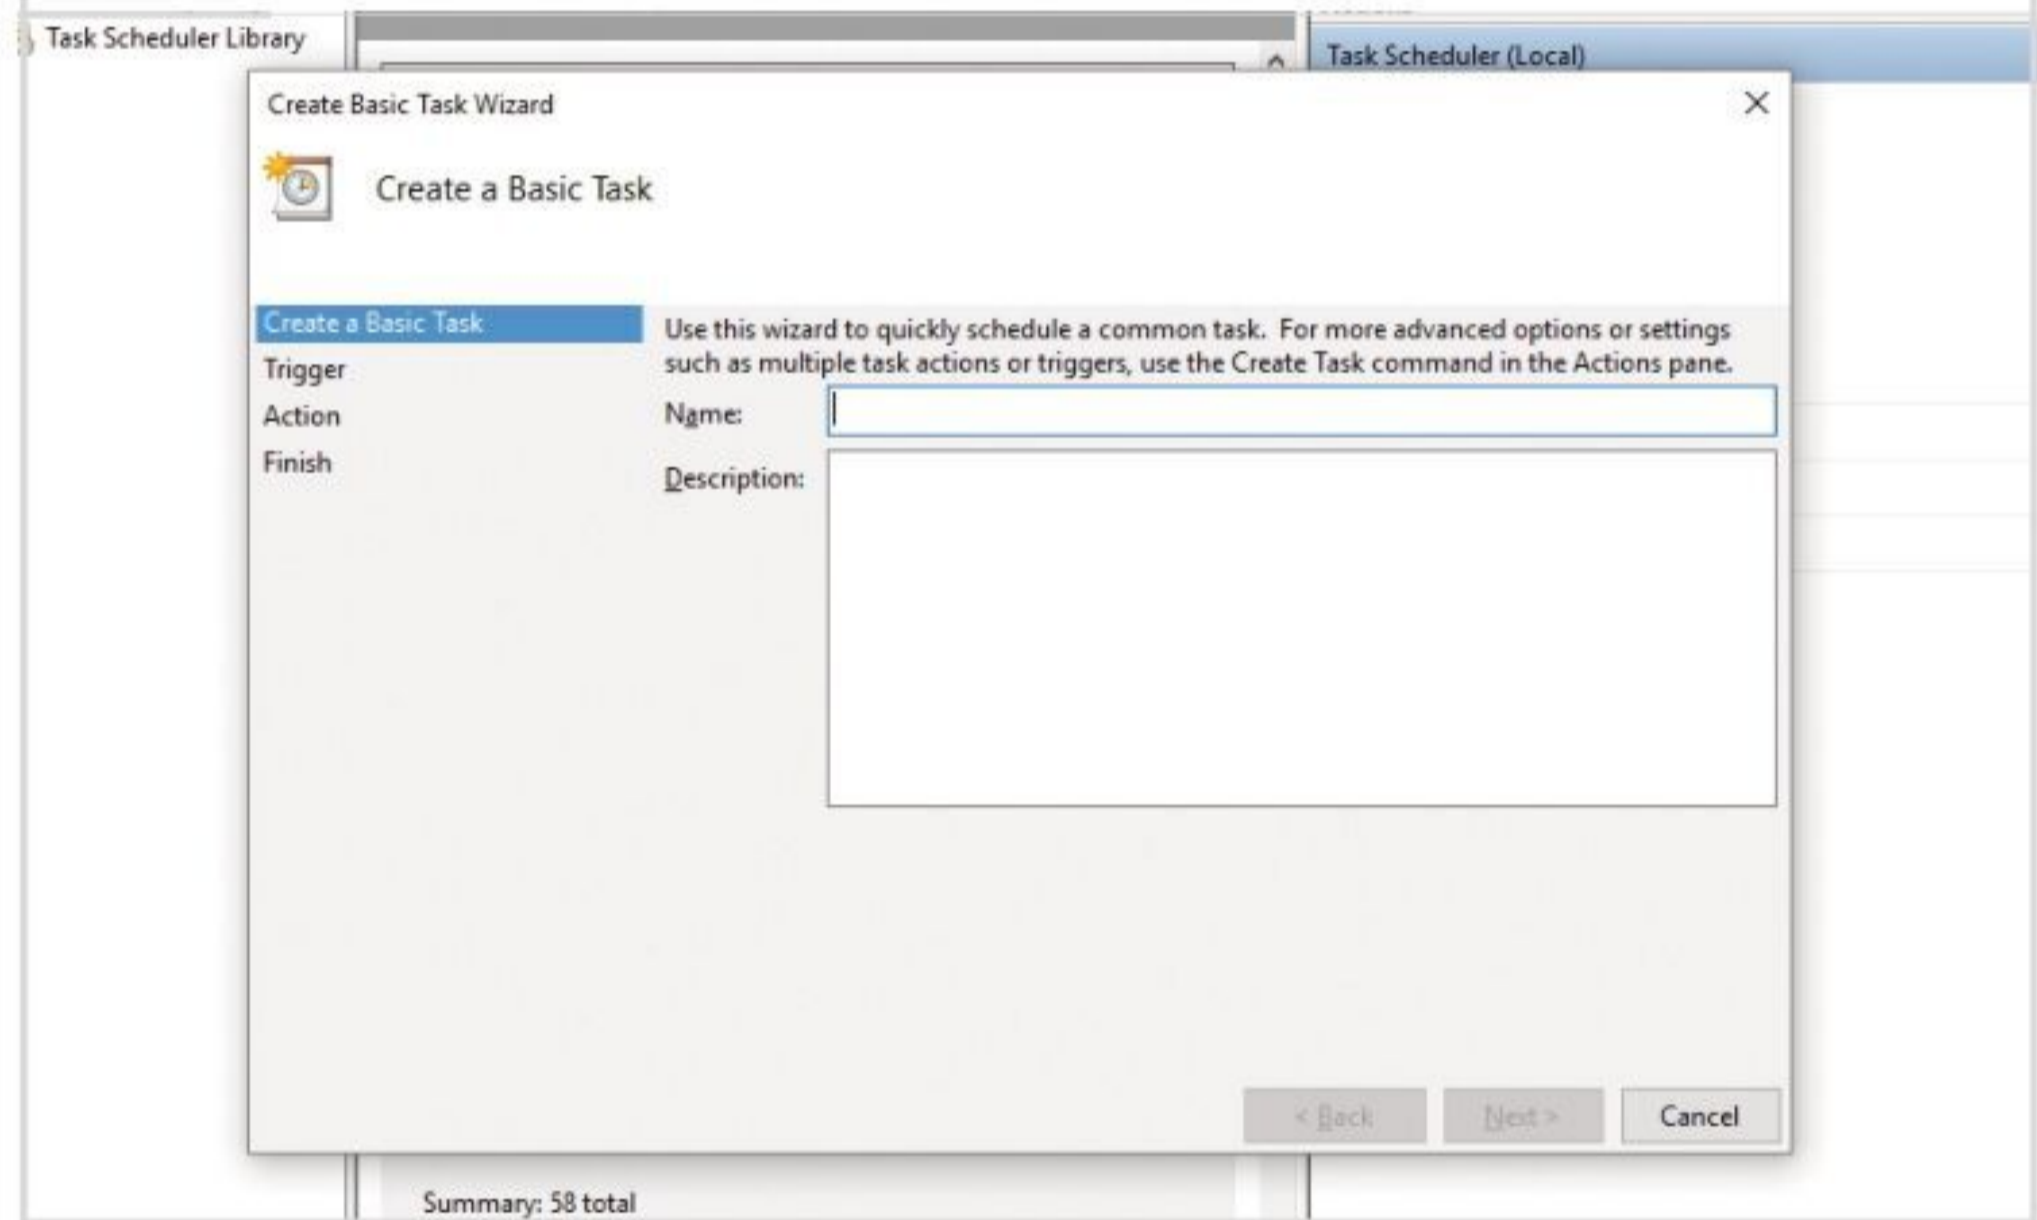 Task Scheduler Library
Task Scheduler (Local)
Create Basic Task Wizard
Create a Basic Task
Create a Basic Task
Trigger
Action
Finish
Use this wizard to quickly schedule a common task. For more advanced options or settings
such as multiple task actions or triggers, use the Create Task command in the Actions pane.
Name:
Description:
< Back
Next >
Cancel
Summary: 58 total